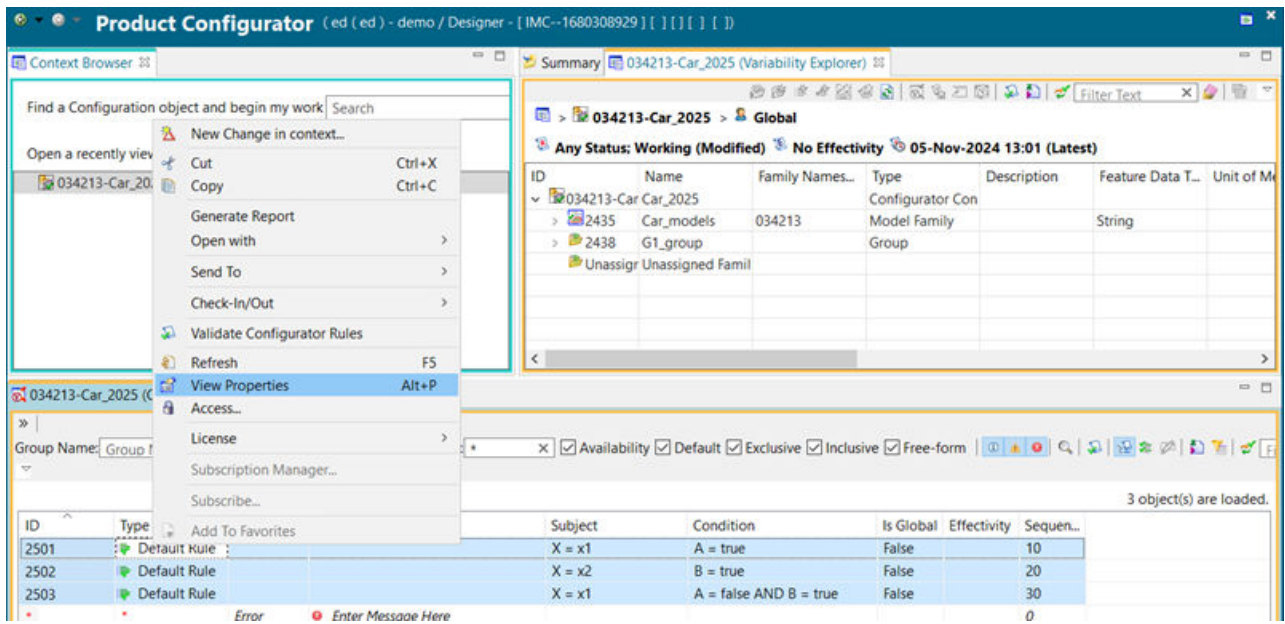 Product Configurator ( ed ( ed ) - demo / Designer - [ IMC--1680308929 ] [ ] [ ] [ ] [ ])
Context Browser
Find a Configuration object and begin my work Search
Open a recently view
034213-Car_20
New Change in context...
Cut Ctrl+X
Copy Ctrl+C
Generate Report
Open with >
Send To >
Check-In/Out >
Validate Configurator Rules
Refresh F5
View Properties Alt+P
Access...
License >
Subscription Manager...
Subscribe...
Add To Favorites
Summary 034213-Car_2025 (Variability Explorer)
Filter Text
> 034213-Car_2025 > Global
Any Status; Working (Modified) No Effectivity 05-Nov-2024 13:01 (Latest)
ID Name Family Names... Type Description Feature Data T... Unit of Me
034213-Car Car_2025 Configurator Con
2435 Car_models 034213 Model Family String
2438 G1_group Group
Unassigr Unassigned Famil
034213-Car_2025 (C
Group Name: Group N : * Availability Default Exclusive Inclusive Free-form
3 object(s) are loaded.
ID Type Subject Condition Is Global Effectivity Sequen...
2501 Default Rule X = x1 A = true False 10
2502 Default Rule X = x2 B = true False 20
2503 Default Rule X = x1 A = false AND B = true False 30
* * Error Enter Message Here 0